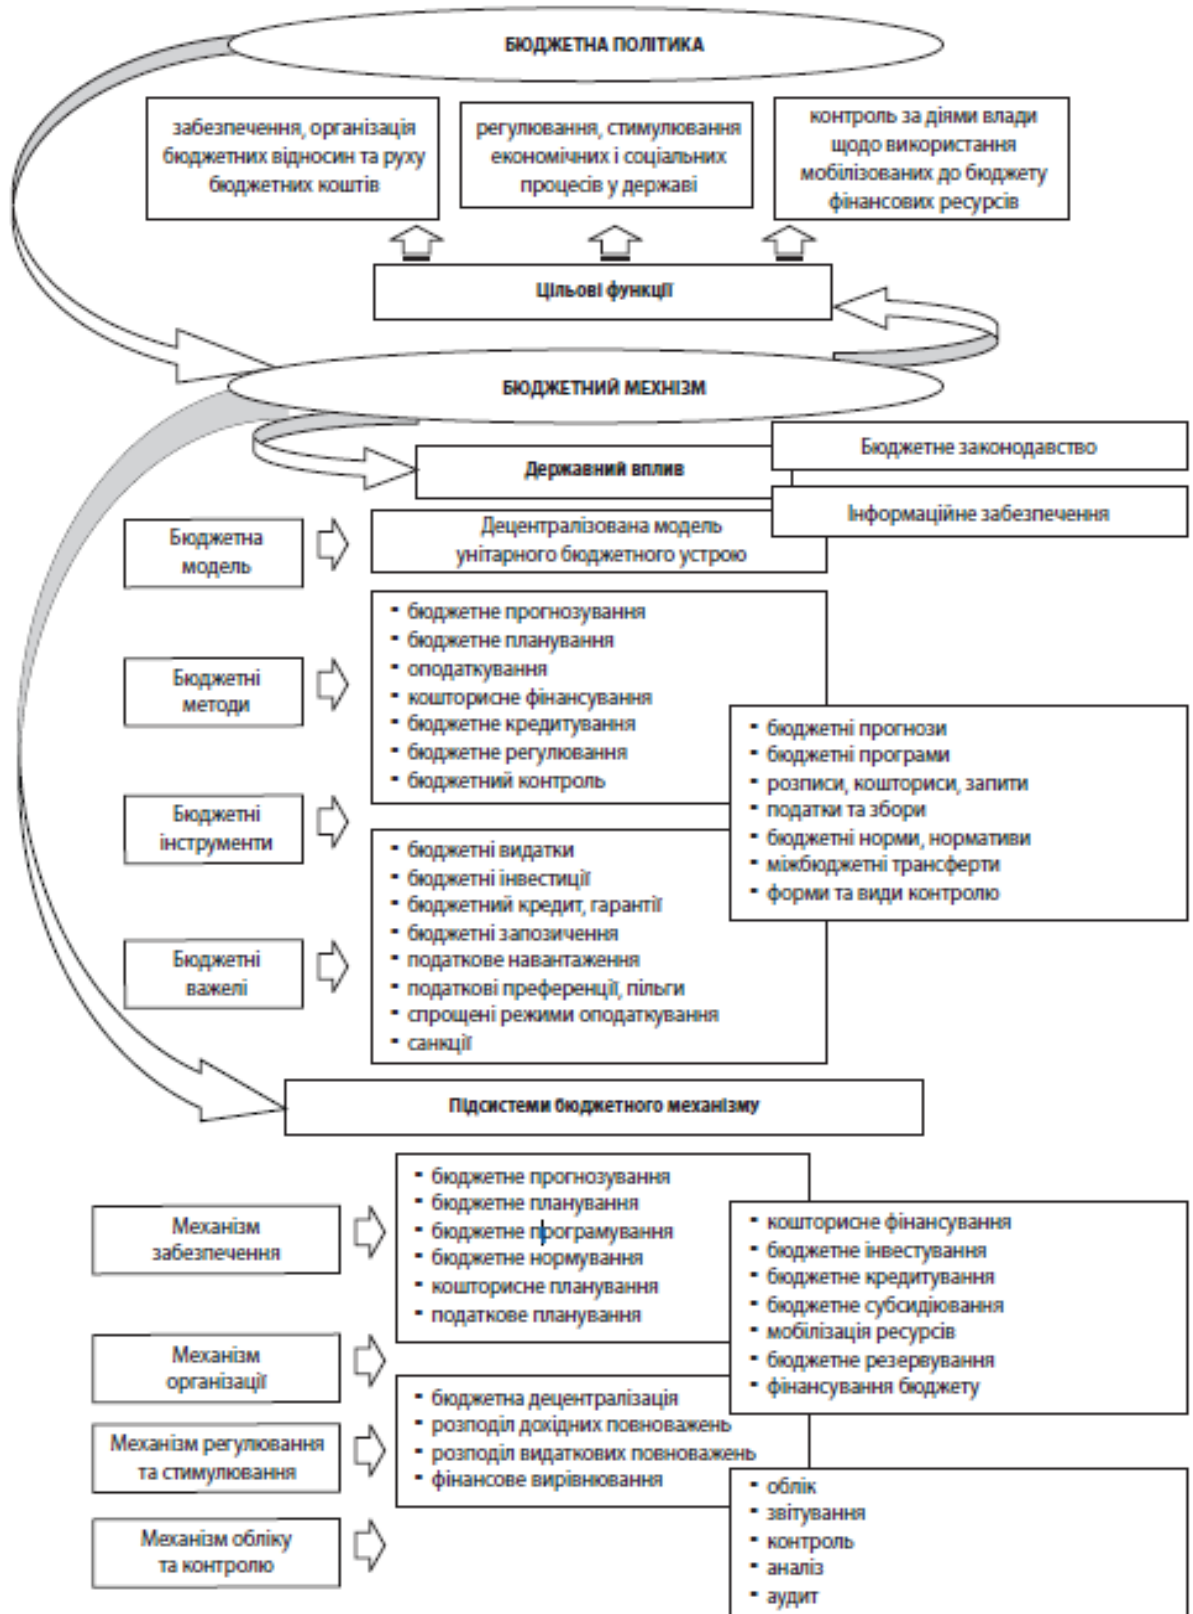 БЮДЖЕТНА ПОЛІТИКА
забезпечення, організація
бюджетних відносин та руху
бюджетних коштів
регулювання, стимулювання
економічних і соціальних
процесів у державі
контроль за діями влади
щодо використання
мобілізованих до бюджету
фінансових ресурсів
Цільові функції
БЮДЖЕТНИЙ МЕХНІЗМ
Державний вплив
Бюджетне законодавство
Інформаційне забезпечення
Бюджетна
модель
Децентралізована модель
унітарного бюджетного устрою
Бюджетні
методи
- бюджетне прогнозування
- бюджетне планування
- оподаткування
- кошторисне фінансування
- бюджетне кредитування
- бюджетне регулювання
- бюджетний контроль
Бюджетні
інструменти
- бюджетні прогнози
- бюджетні програми
- розписи, кошториси, запити
- податки та збори
- бюджетні норми, нормативи
- міжбюджетні трансферти
- форми та види контролю
Бюджетні
важелі
- бюджетні видатки
- бюджетні інвестиції
- бюджетний кредит, гарантії
- бюджетні запозичення
- податкове навантаження
- податкові преференції, пільги
- спрощені режими оподаткування
- санкції
Підсистеми бюджетного механізму
Механізм
забезпечення
- бюджетне прогнозування
- бюджетне планування
- бюджетне програмування
- бюджетне нормування
- кошторисне планування
- податкове планування
Механізм
організації
- кошторисне фінансування
- бюджетне інвестування
- бюджетне кредитування
- бюджетне субсидіювання
- мобілізація ресурсів
- бюджетне резервування
- фінансування бюджету
Механізм регулювання
та стимулювання
- бюджетна децентралізація
- розподіл дохідних повноважень
- розподіл видаткових повноважень
- фінансове вирівнювання
Механізм обліку
та контролю
- облік
- звітування
- контроль
- аналіз
- аудит